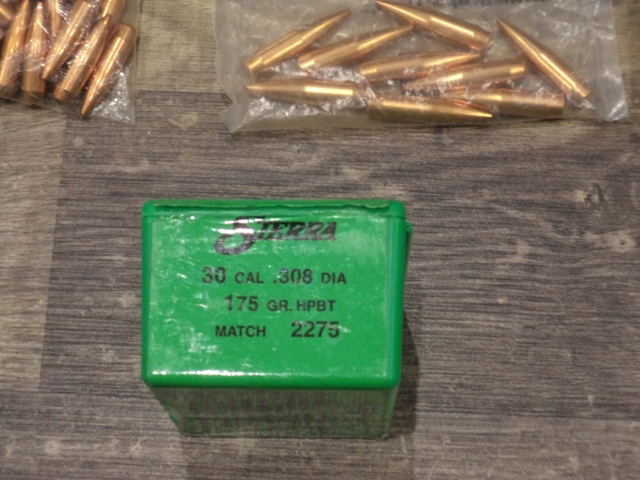 SIERRA
30 CAL .308 DIA
175 GR. HPBT
MATCH 2275